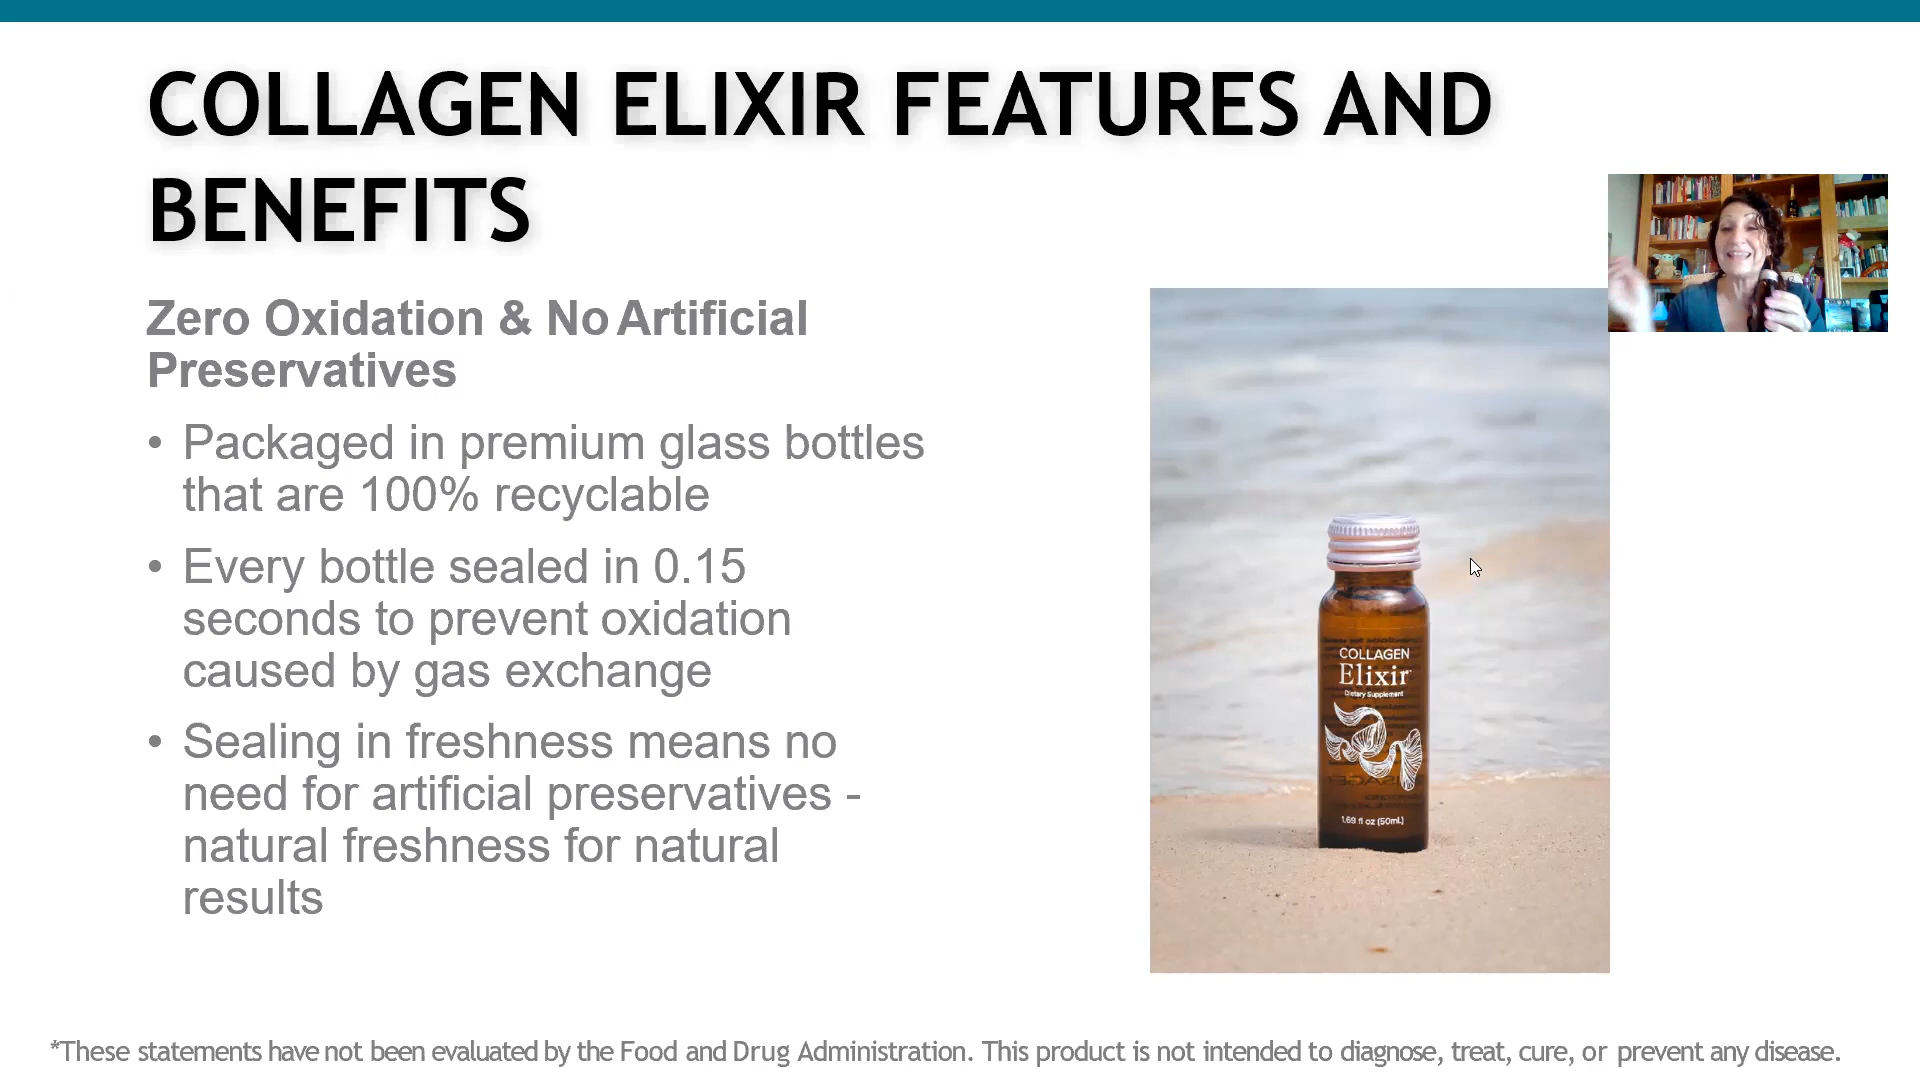 COLLAGEN ELIXIR FEATURES AND
BENEFITS
Zero Oxidation & No Artificial
Preservatives
• Packaged in premium glass bottles
that are 100% recyclable
• Every bottle sealed in 0.15
seconds to prevent oxidation
caused by gas exchange
• Sealing in freshness means no
need for artificial preservatives -
natural freshness for natural
results
COLLAGEN
Elixir
Dietary Supplement
1.69 fl oz (50mL)
*These statements have not been evaluated by the Food and Drug Administration. This product is not intended to diagnose, treat, cure, or prevent any disease.